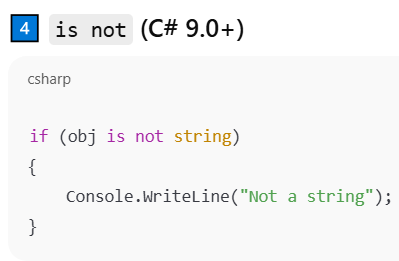 4 is not (C# 9.0+)
csharp
if (obj is not string)
{
    Console.WriteLine("Not a string");
}